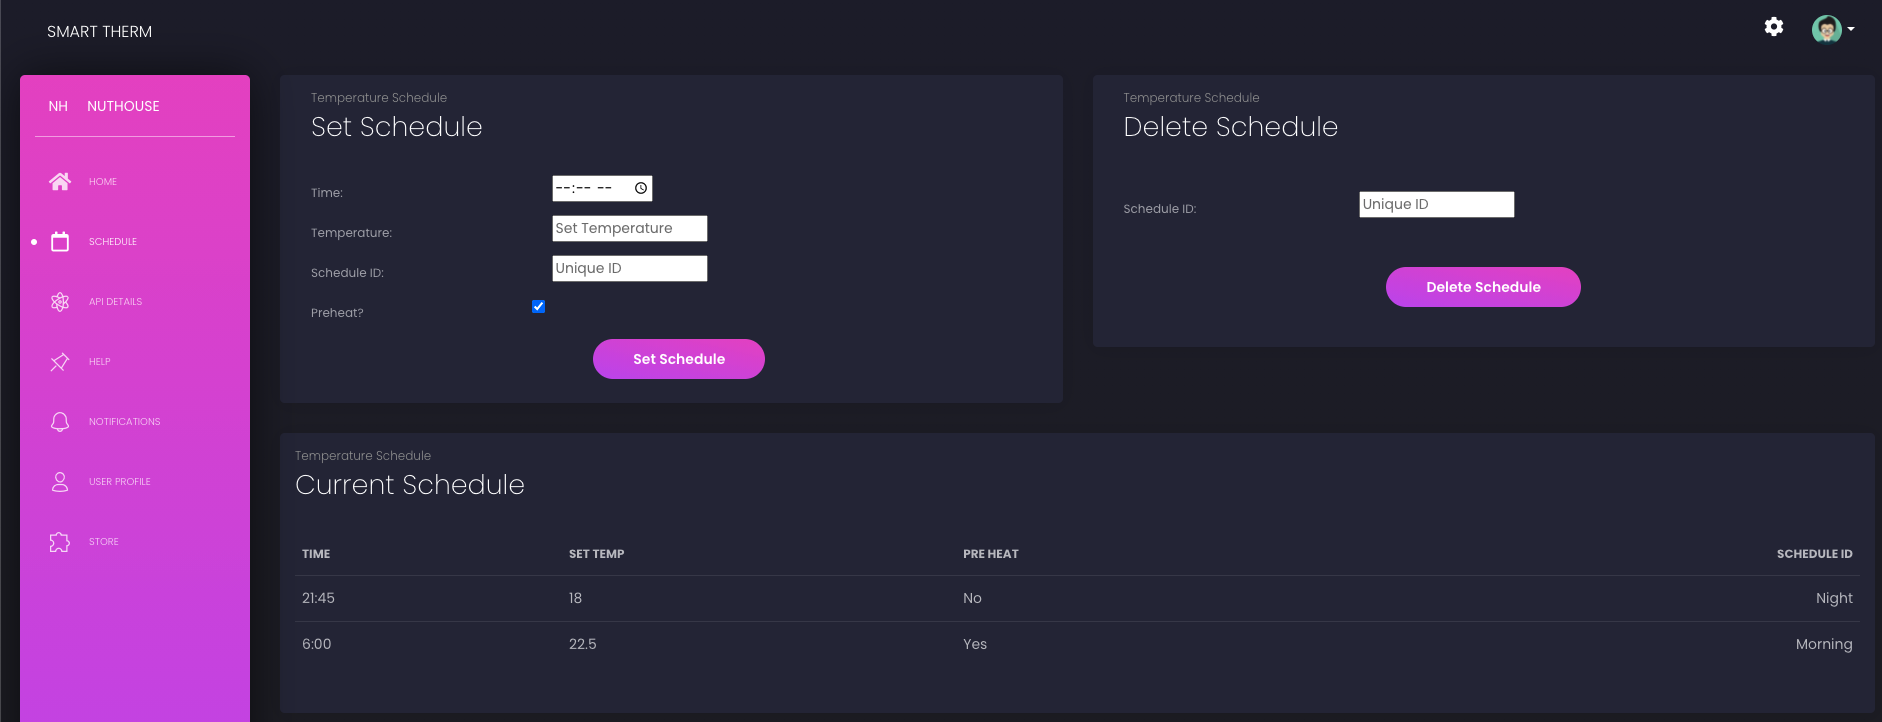 SMART THERM
NH NUTHOUSE
HOME
SCHEDULE
API DETAILS
HELP
NOTIFICATIONS
USER PROFILE
STORE
Temperature Schedule
Set Schedule
Time: --:-- --
Temperature: Set Temperature
Schedule ID: Unique ID
Preheat?
Set Schedule
Temperature Schedule
Delete Schedule
Schedule ID: Unique ID
Delete Schedule
Temperature Schedule
Current Schedule
TIME SET TEMP PRE HEAT SCHEDULE ID
21:45 18 No Night
6:00 22.5 Yes Morning